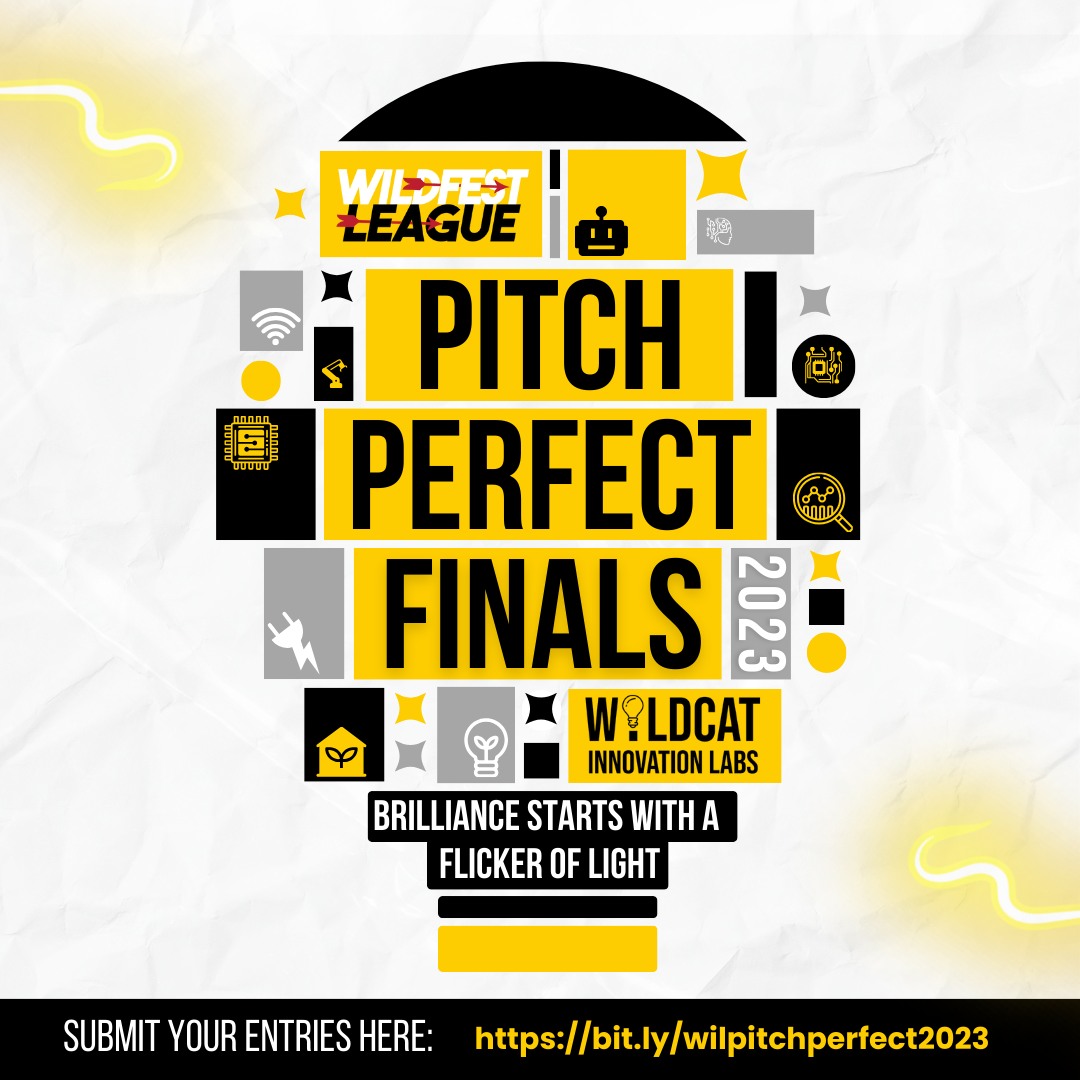 WILDFEST
LEAGUE
PITCH
PERFECT
FINALS
2023
WILDCAT
INNOVATION LABS
BRILLIANCE STARTS WITH A
FLICKER OF LIGHT
SUBMIT YOUR ENTRIES HERE: https://bit.ly/wilpitchperfect2023